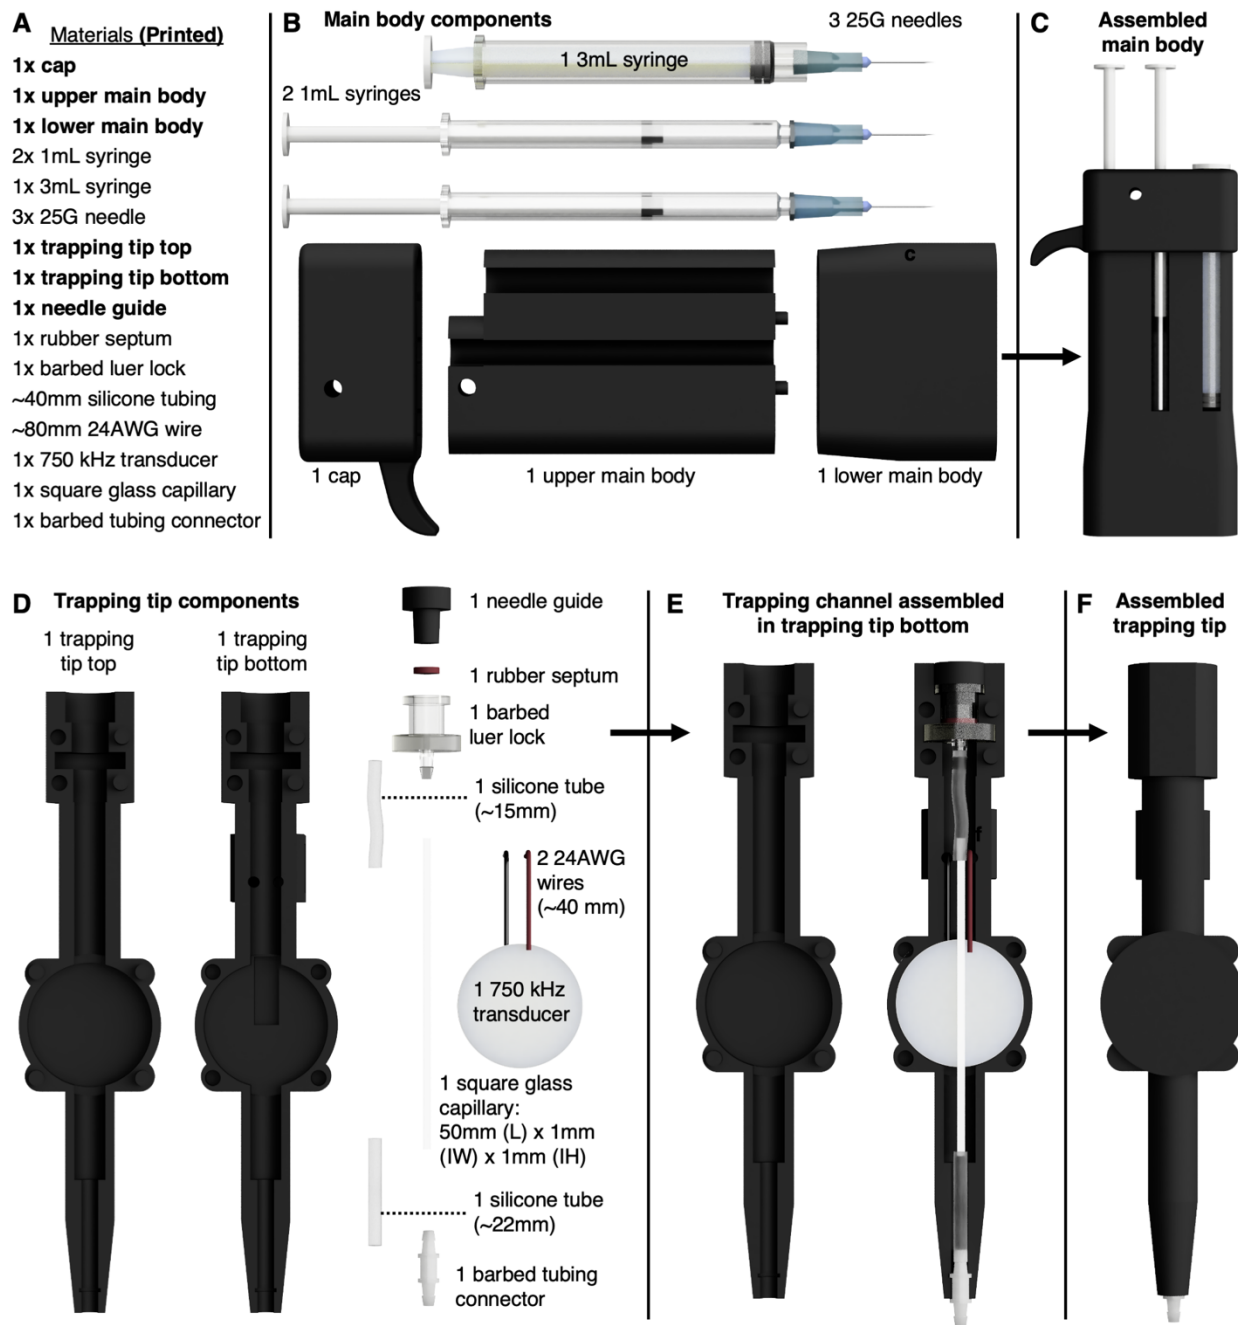 A
Materials (Printed)
1x cap
1x upper main body
1x lower main body
2x 1mL syringe
1x 3mL syringe
3x 25G needle
1x trapping tip top
1x trapping tip bottom
1x needle guide
1x rubber septum
1x barbed luer lock
~40mm silicone tubing
~80mm 24AWG wire
1x 750 kHz transducer
1x square glass capillary
1x barbed tubing connector
B Main body components
3 25G needles
1 3mL syringe
2 1mL syringes
c
1 cap
1 upper main body
1 lower main body
C Assembled
main body
D Trapping tip components
1 trapping
tip top
1 trapping
tip bottom
1 needle guide
1 rubber septum
1 barbed
luer lock
1 silicone tube
(~15mm)
2 24AWG
wires
(~40 mm)
1 750 kHz
transducer
1 square glass
capillary:
50mm (L) x 1mm
(IW) x 1mm (IH)
1 silicone tube
(~22mm)
1 barbed tubing
connector
E Trapping channel assembled
in trapping tip bottom
f
F Assembled
trapping tip